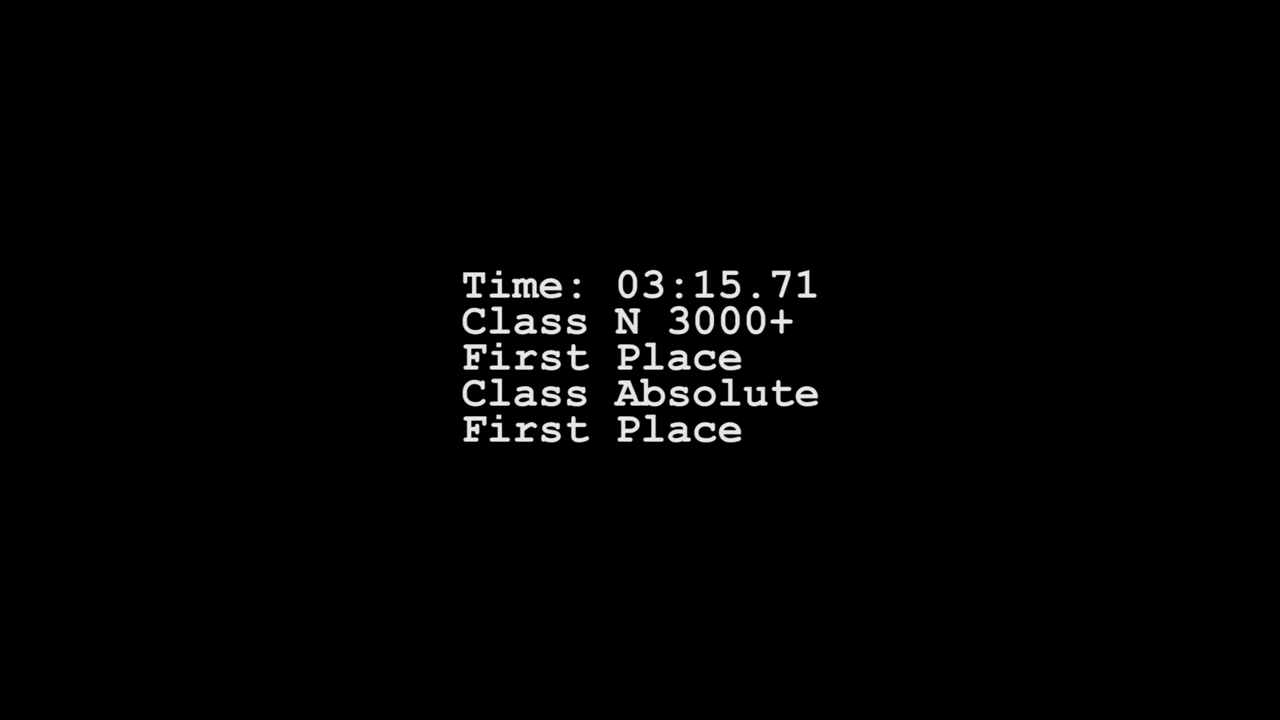 Time: 03:15.71
Class N 3000+
First Place
Class Absolute
First Place